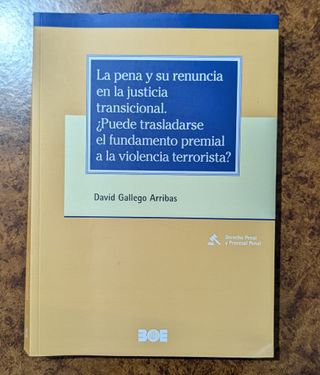 La pena y su renuncia
en la justicia
transicional.
¿Puede trasladarse
el fundamento premial
a la violencia terrorista?
David Gallego Arribas
Derecho Penal
y Procesal Penal
BOE